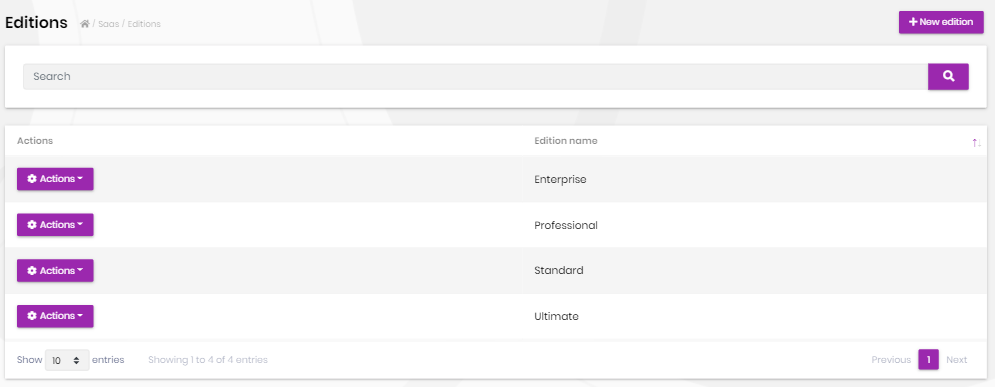 Editions / Saas / Editions
New edition
Search
Actions Edition name
Actions Enterprise
Actions Professional
Actions Standard
Actions Ultimate
Show 10 entries Showing 1 to 4 of 4 entries Previous 1 Next